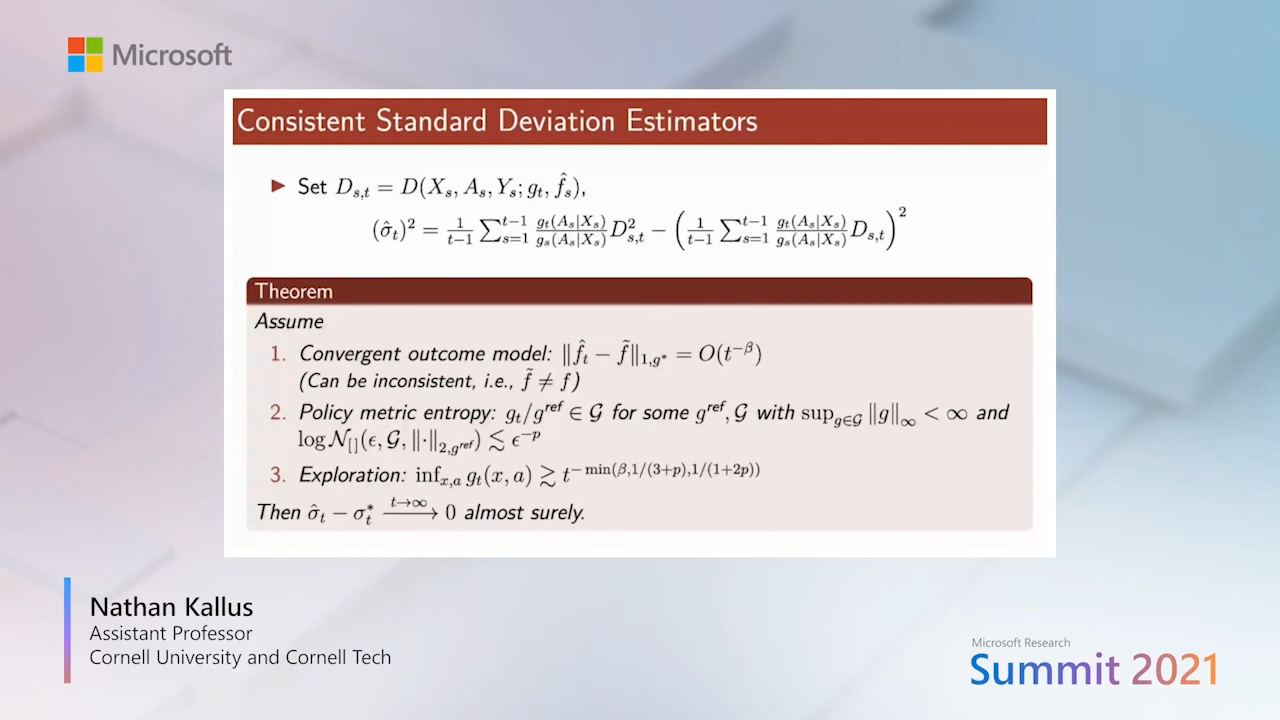 Microsoft
Consistent Standard Deviation Estimators
▶ Set $D_{s,t} = D(X_s, A_s, Y_s; g_t, \hat{f}_s)$,
$(\hat{\sigma}_t)^2 = \frac{1}{t-1} \sum_{s=1}^{t-1} \frac{g_t(A_s|X_s)}{g_s(A_s|X_s)} D_{s,t}^2 - \left( \frac{1}{t-1} \sum_{s=1}^{t-1} \frac{g_t(A_s|X_s)}{g_s(A_s|X_s)} D_{s,t} \right)^2$
Theorem
Assume
1. Convergent outcome model: $\|\hat{f}_t - \tilde{f}\|_{1,g^*} = O(t^{-\beta})$
(Can be inconsistent, i.e., $\tilde{f} \neq f$)
2. Policy metric entropy: $g_t/g^{ref} \in \mathcal{G}$ for some $g^{ref}, \mathcal{G}$ with $\sup_{g \in \mathcal{G}} \|g\|_\infty < \infty$ and
$\log \mathcal{N}_{[]}(\epsilon, \mathcal{G}, \|\cdot\|_{2,g^{ref}}) \lesssim \epsilon^{-p}$
3. Exploration: $\inf_{x,a} g_t(x, a) \gtrsim t^{-\min(\beta,1/(3+p),1/(1+2p))}$
Then $\hat{\sigma}_t - \sigma_t^* \xrightarrow{t \to \infty} 0$ almost surely.
Nathan Kallus
Assistant Professor
Cornell University and Cornell Tech
Microsoft Research
Summit 2021